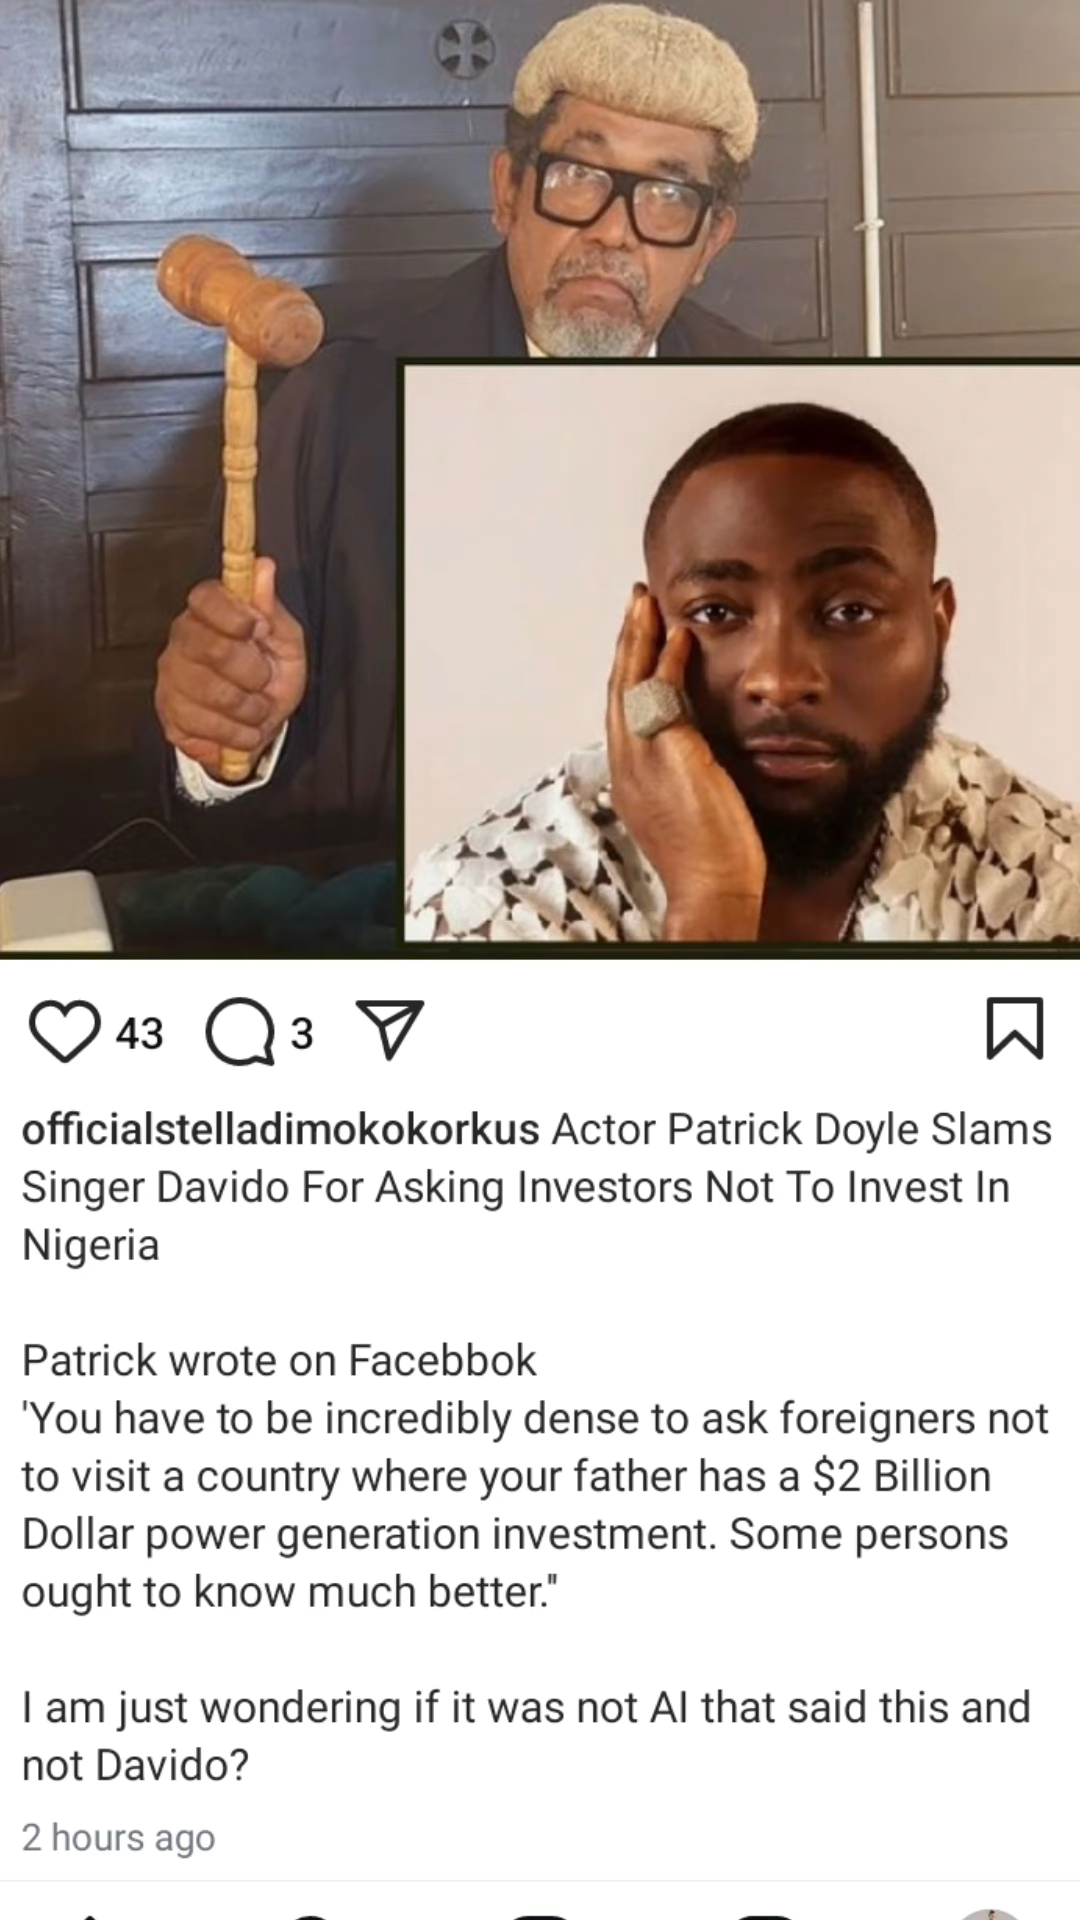 43 3
officialstelladimokokorkus Actor Patrick Doyle Slams
Singer Davido For Asking Investors Not To Invest In
Nigeria
Patrick wrote on Facebbok
'You have to be incredibly dense to ask foreigners not
to visit a country where your father has a $2 Billion
Dollar power generation investment. Some persons
ought to know much better."
I am just wondering if it was not AI that said this and
not Davido?
2 hours ago